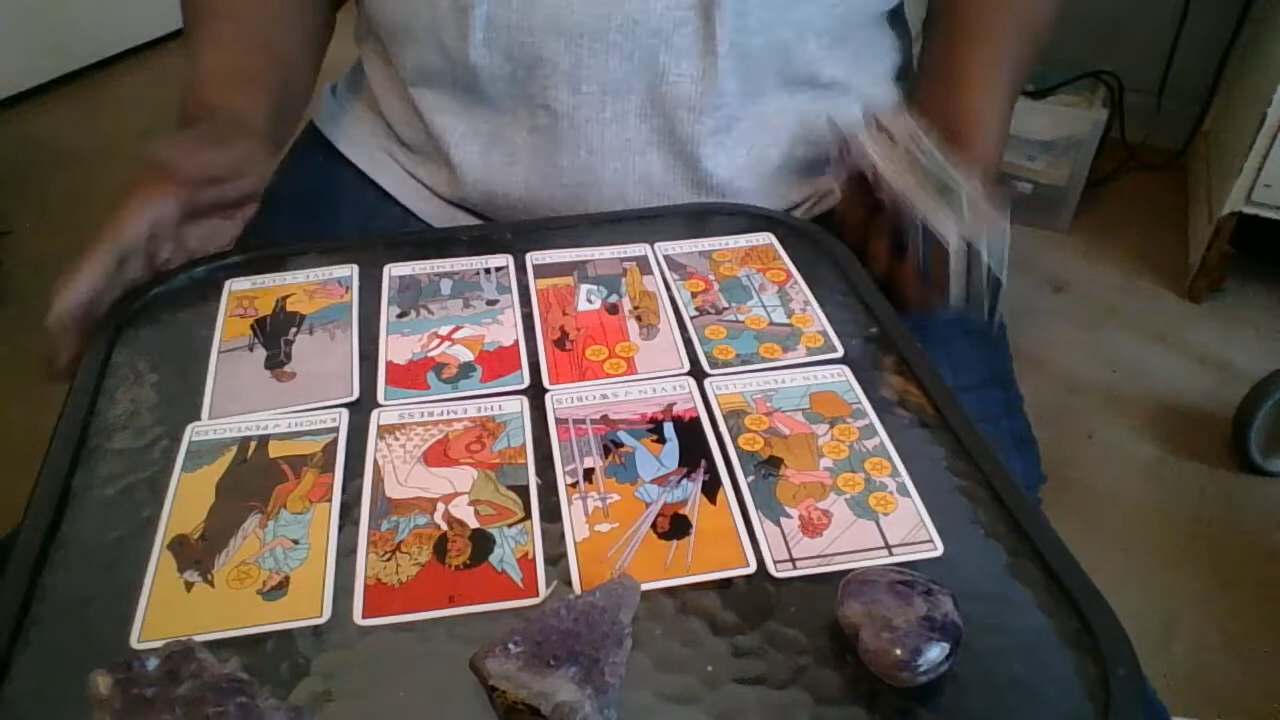 FIVE of CUPS
JUDGEMENT
THREE of PENTACLES
TEN of PENTACLES
KNIGHT of PENTACLES
THE EMPRESS
SEVEN of SWORDS
SEVEN of PENTACLES